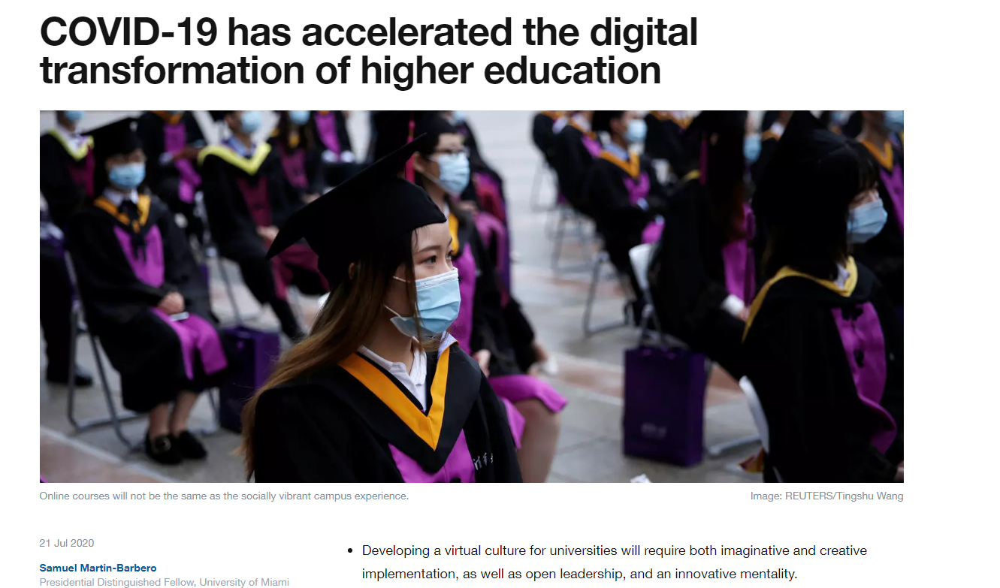 COVID-19 has accelerated the digital
transformation of higher education
Online courses will not be the same as the socially vibrant campus experience.
Image: REUTERS/Tingshu Wang
21 Jul 2020
Samuel Martin-Barbero
Presidential Distinguished Fellow, University of Miami
• Developing a virtual culture for universities will require both imaginative and creative
implementation, as well as open leadership, and an innovative mentality.